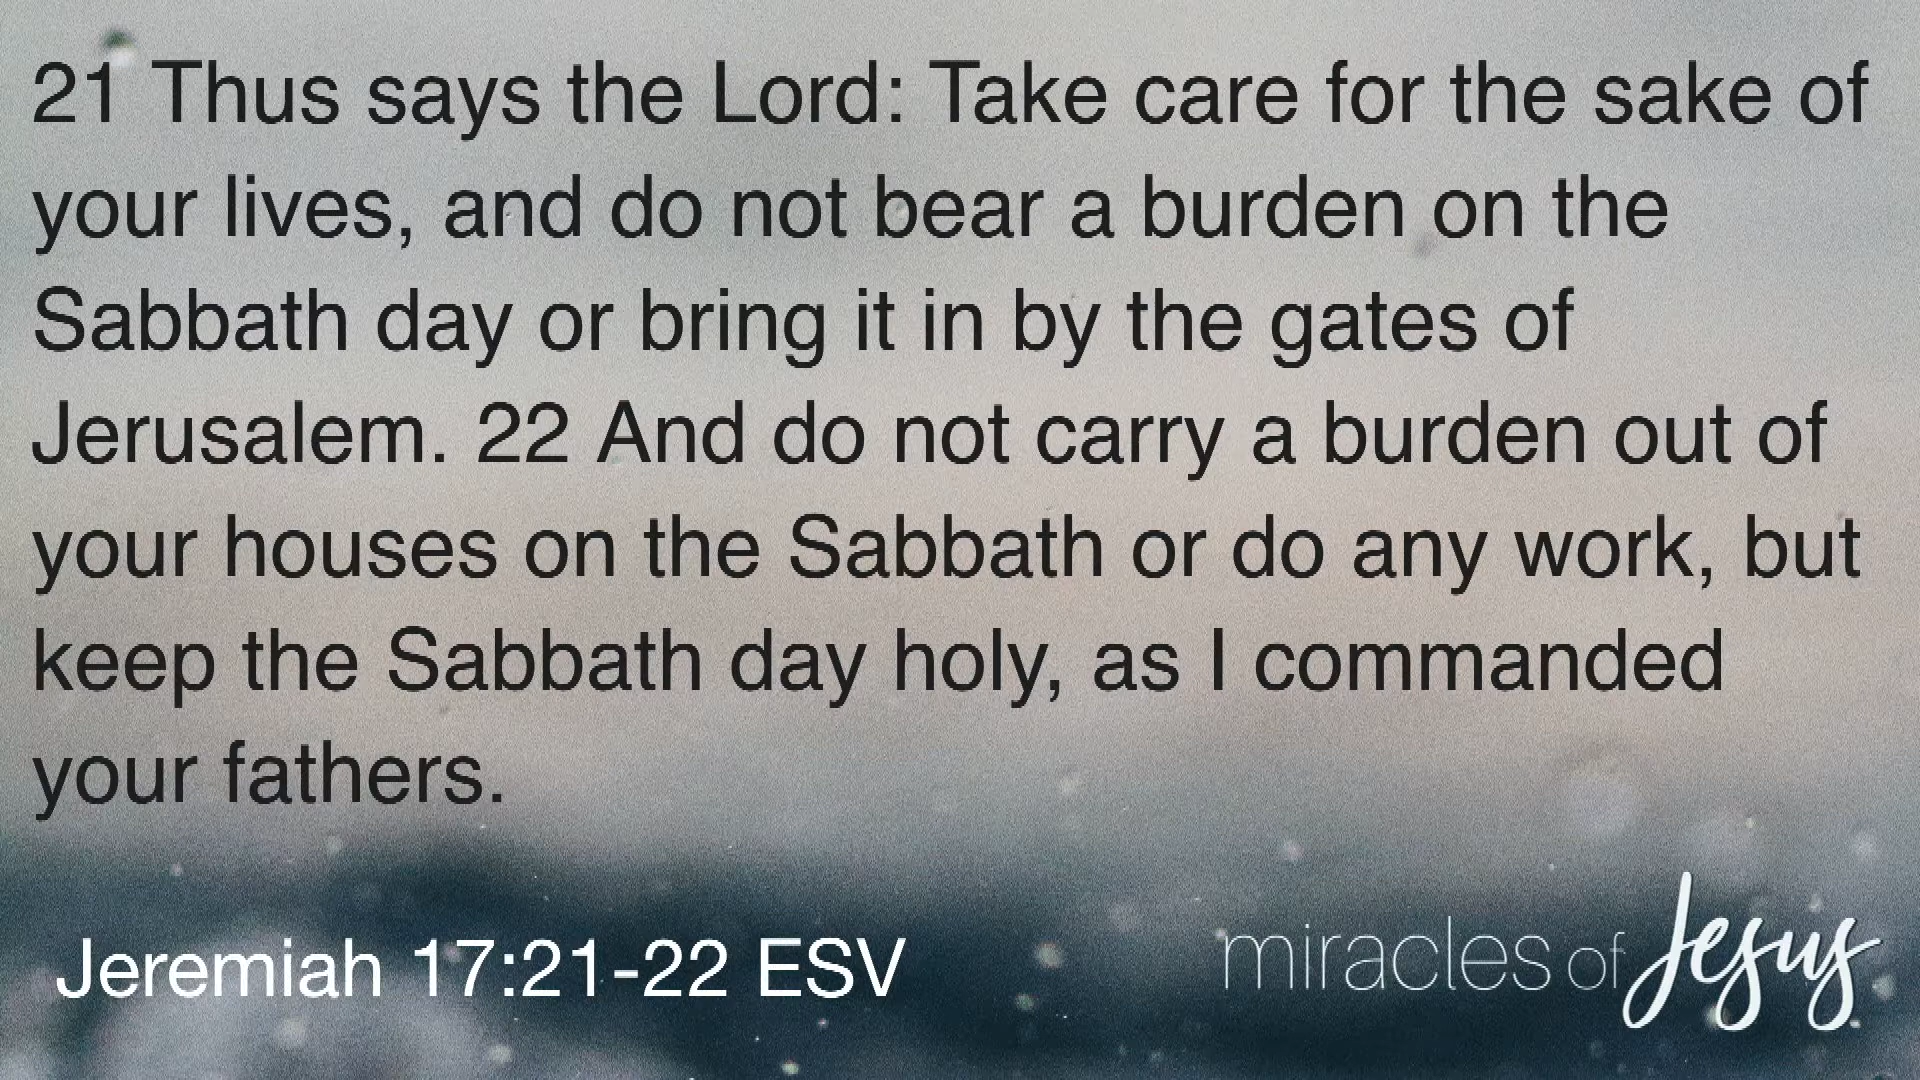 21 Thus says the Lord: Take care for the sake of
your lives, and do not bear a burden on the
Sabbath day or bring it in by the gates of
Jerusalem. 22 And do not carry a burden out of
your houses on the Sabbath or do any work, but
keep the Sabbath day holy, as I commanded
your fathers.
Jeremiah 17:21-22 ESV
miracles of Jesus